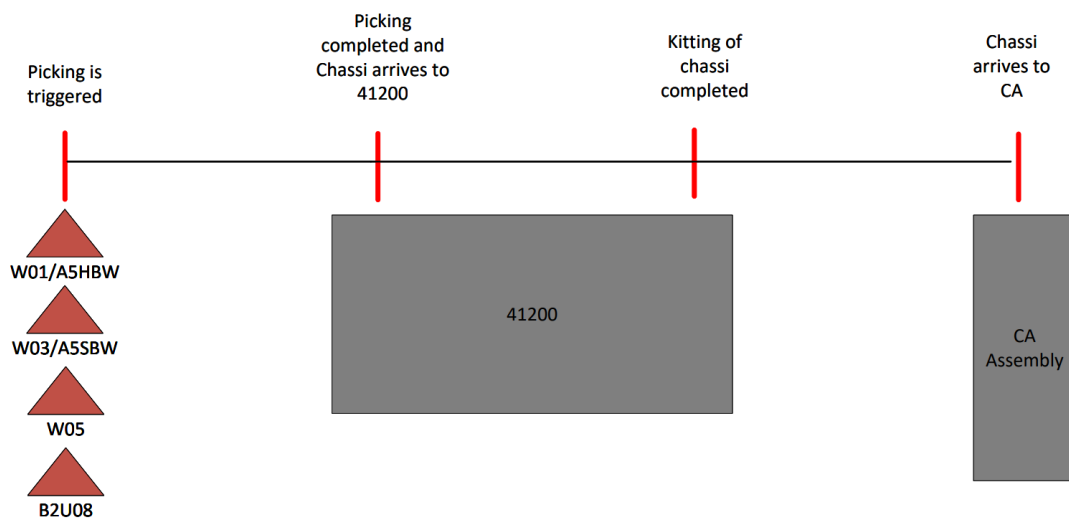 Picking is
triggered
Picking
completed and
Chassi arrives to
41200
Kitting of
chassi
completed
Chassi
arrives to
CA
W01/A5HBW
W03/A5SBW
W05
B2U08
41200
CA
Assembly